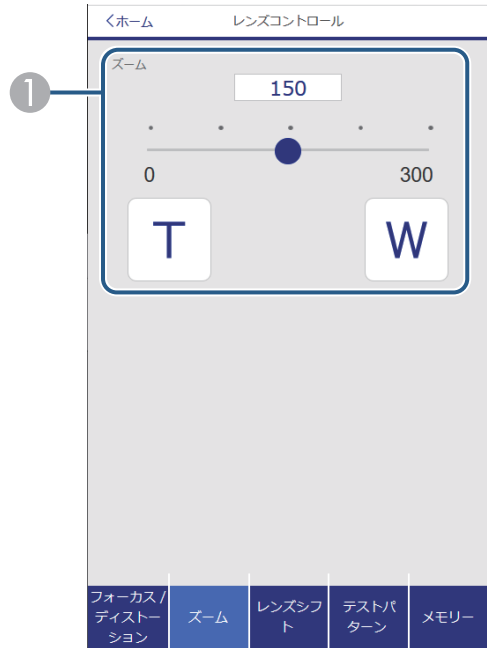 くホーム レンズコントロール
ズーム
1
150
0 300
T W
フォーカス /
ディストー
ション
ズーム
レンズシフ
ト
テストパ
ターン
メモリー